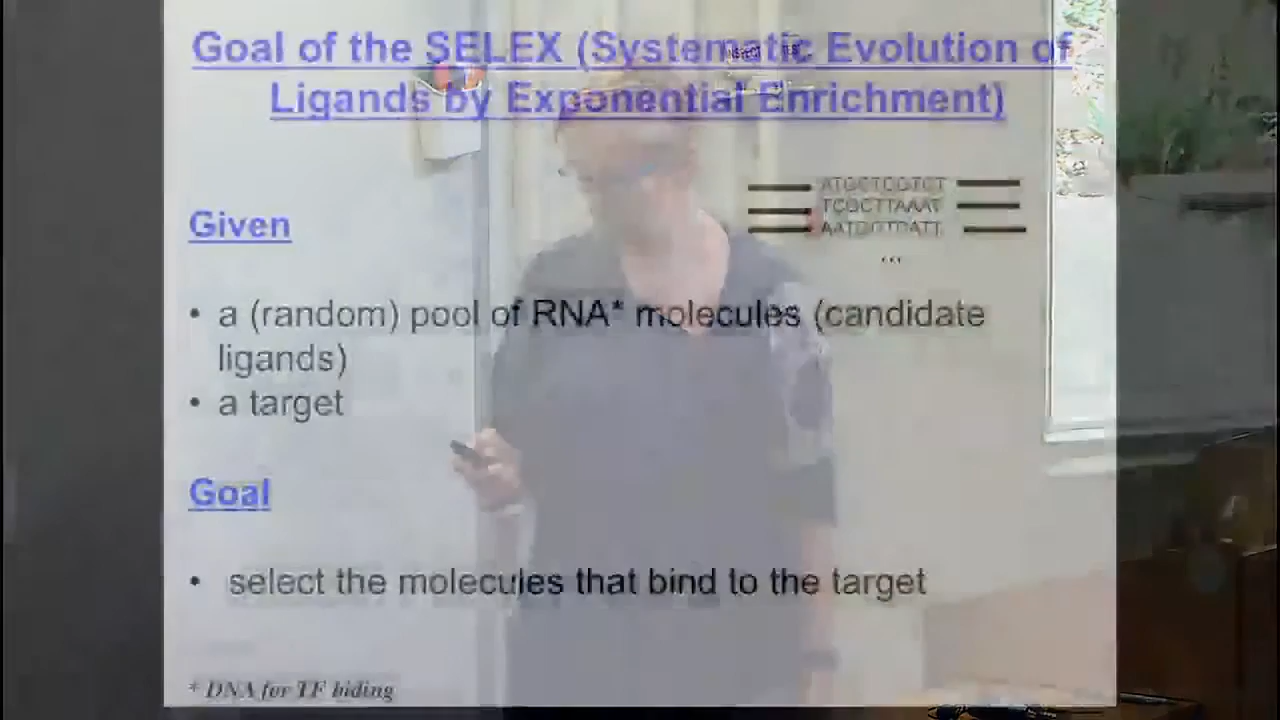 Goal of the SELEX (Systematic Evolution of
Ligands by Exponential Enrichment)
Given
TCGCTTAAAT
...
• a (random) pool of RNA* molecules (candidate
ligands)
• a target
Goal
• select the molecules that bind to the target
* DNA for TF biding